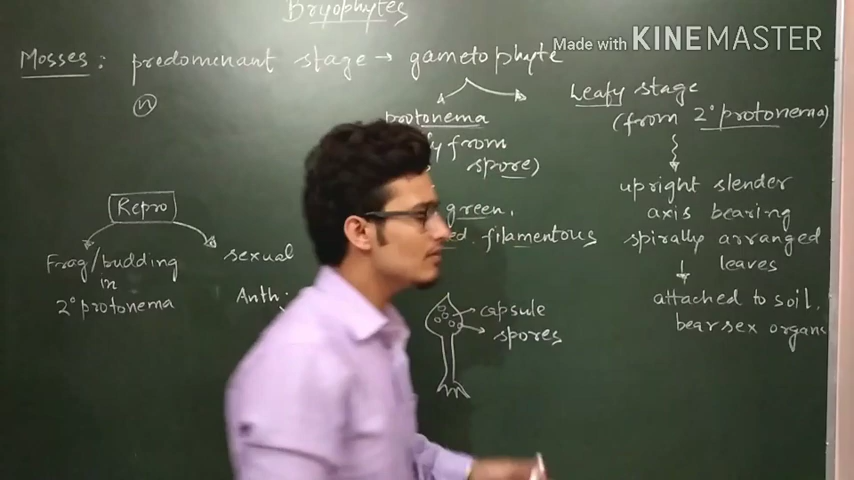 Bryophytes
Made with KINEMASTER
Mosses: predominant stage → gametophyte
n
protonema
from
spore)
green,
filamentous
Leafy stage
(from 2° protonema)
upright slender
axis bearing
spirally arranged
leaves
attached to soil,
bear sex organs
Repro
Frag/budding
in
2° protonema
sexual
Anth
capsule
spores